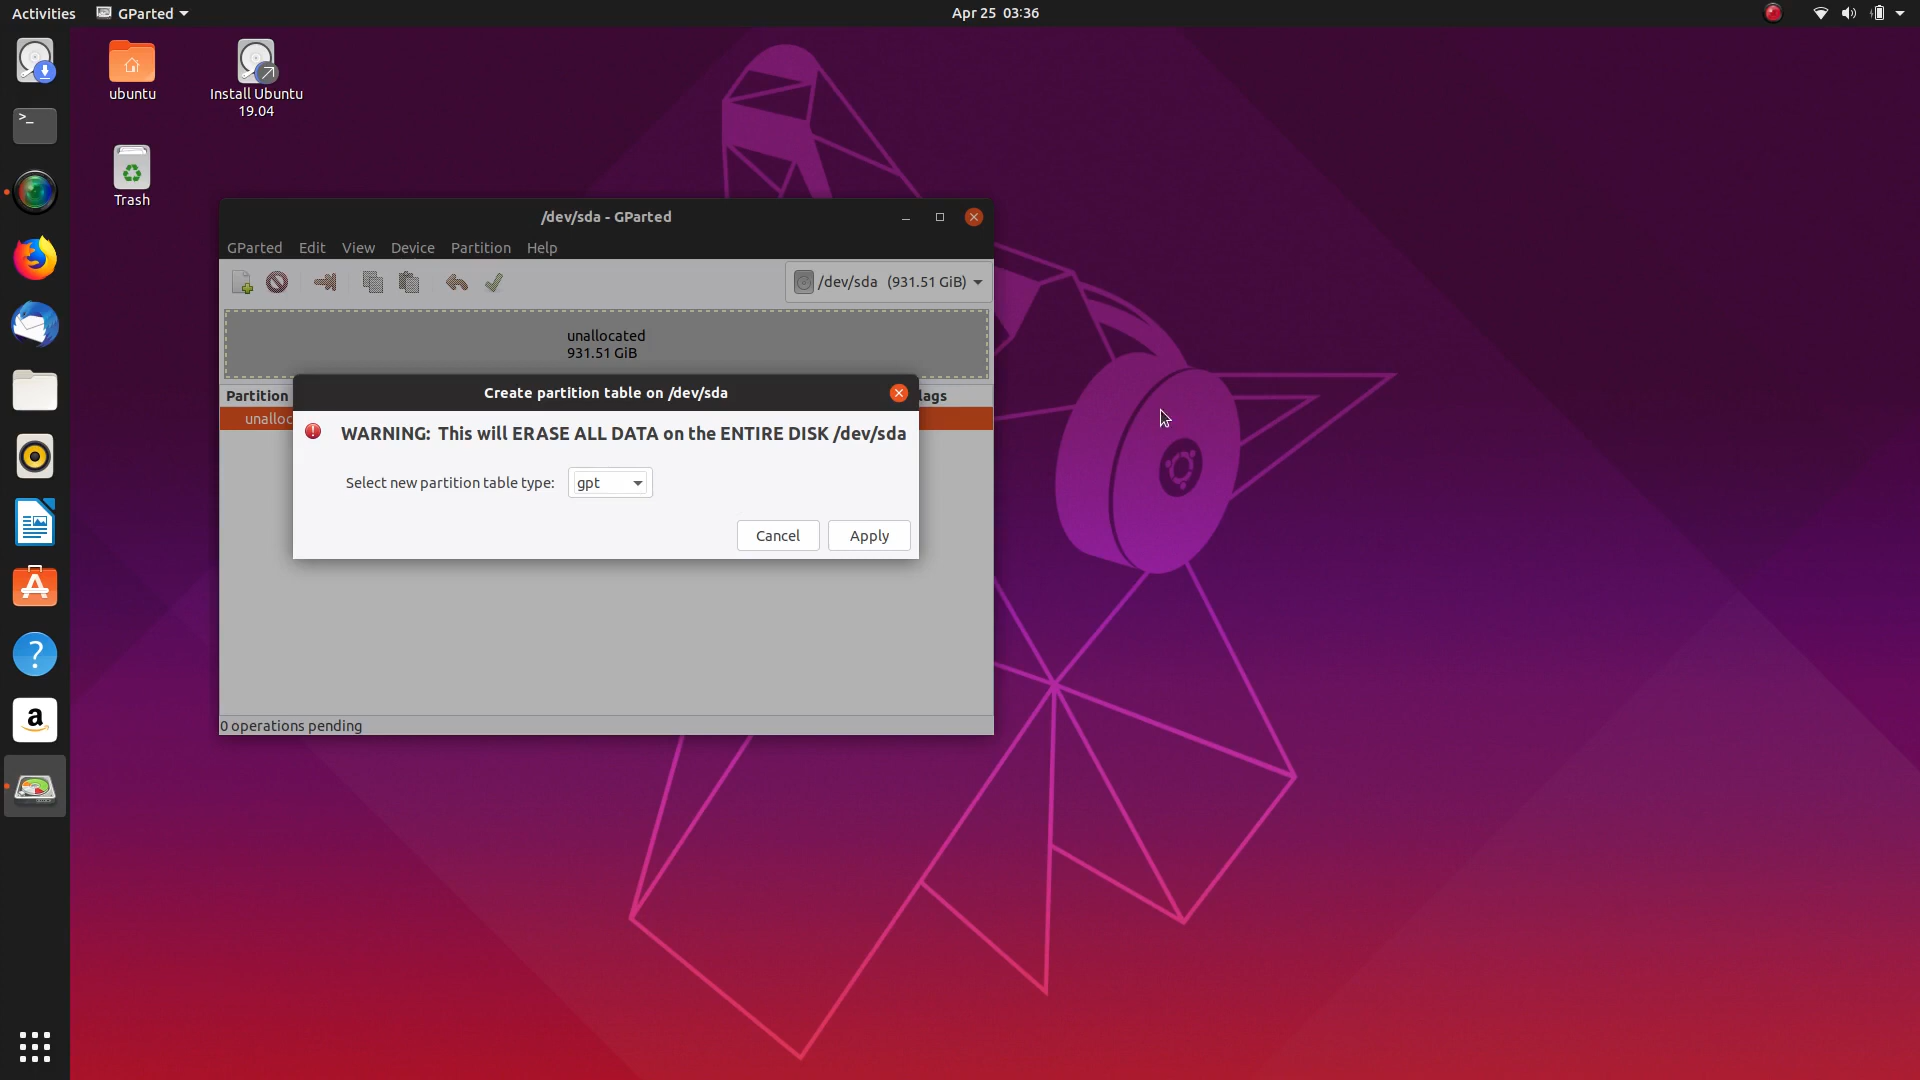 Activities
GParted
Apr 25 03:36
ubuntu
Install Ubuntu
19.04
Trash
/dev/sda - GParted
GParted Edit View Device Partition Help
/dev/sda (931.51 GiB)
unallocated
931.51 GiB
Partition
lags
unalloc
Create partition table on /dev/sda
WARNING: This will ERASE ALL DATA on the ENTIRE DISK /dev/sda
Select new partition table type: gpt
Cancel Apply
0 operations pending